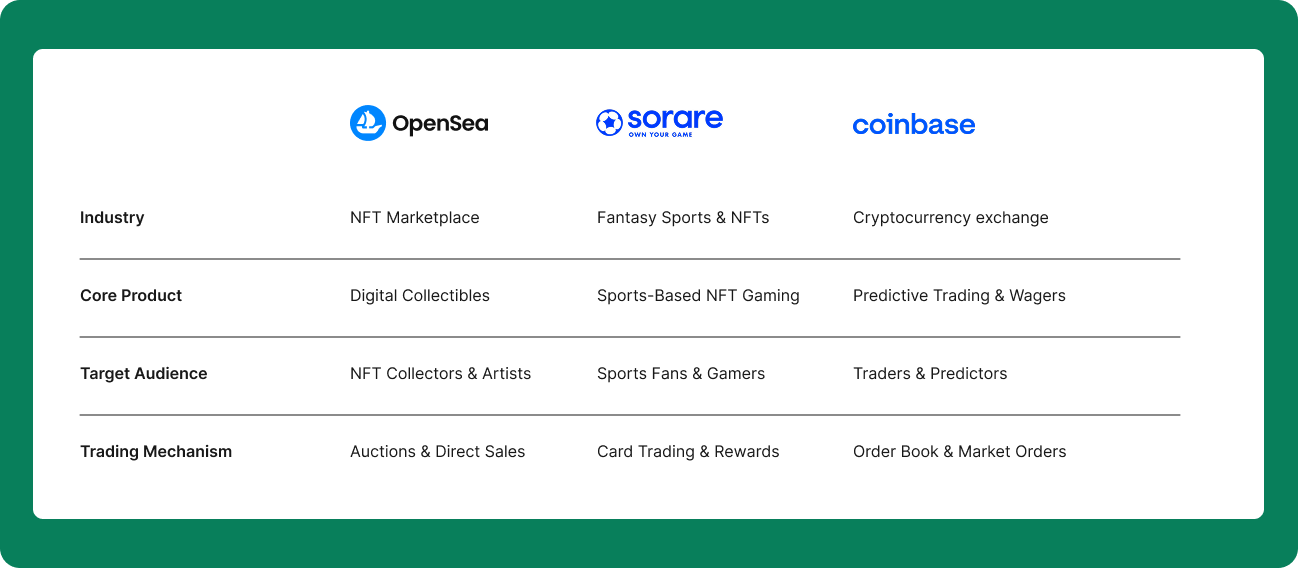 OpenSea sorare coinbase
OWN YOUR GAME
Industry NFT Marketplace Fantasy Sports & NFTs Cryptocurrency exchange
Core Product Digital Collectibles Sports-Based NFT Gaming Predictive Trading & Wagers
Target Audience NFT Collectors & Artists Sports Fans & Gamers Traders & Predictors
Trading Mechanism Auctions & Direct Sales Card Trading & Rewards Order Book & Market Orders